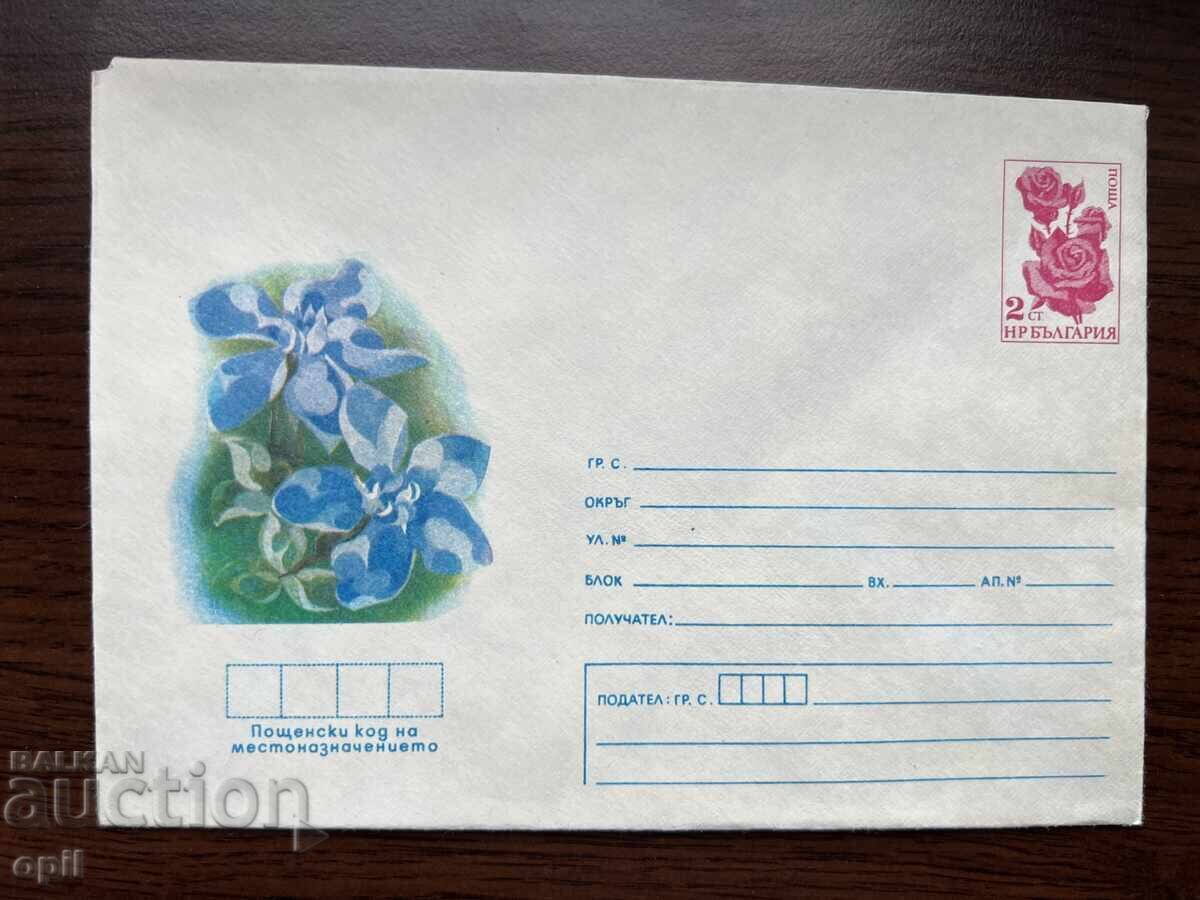 ПОЩА
2 СТ
НР БЪЛГАРИЯ
ГР. С.
ОКРЪГ
УЛ. №
БЛОК ВХ. АП. №
ПОЛУЧАТЕЛ:
ПОДАТЕЛ: ГР. С.
Пощенски код на
местоназначението
BALKAN
auction
opil